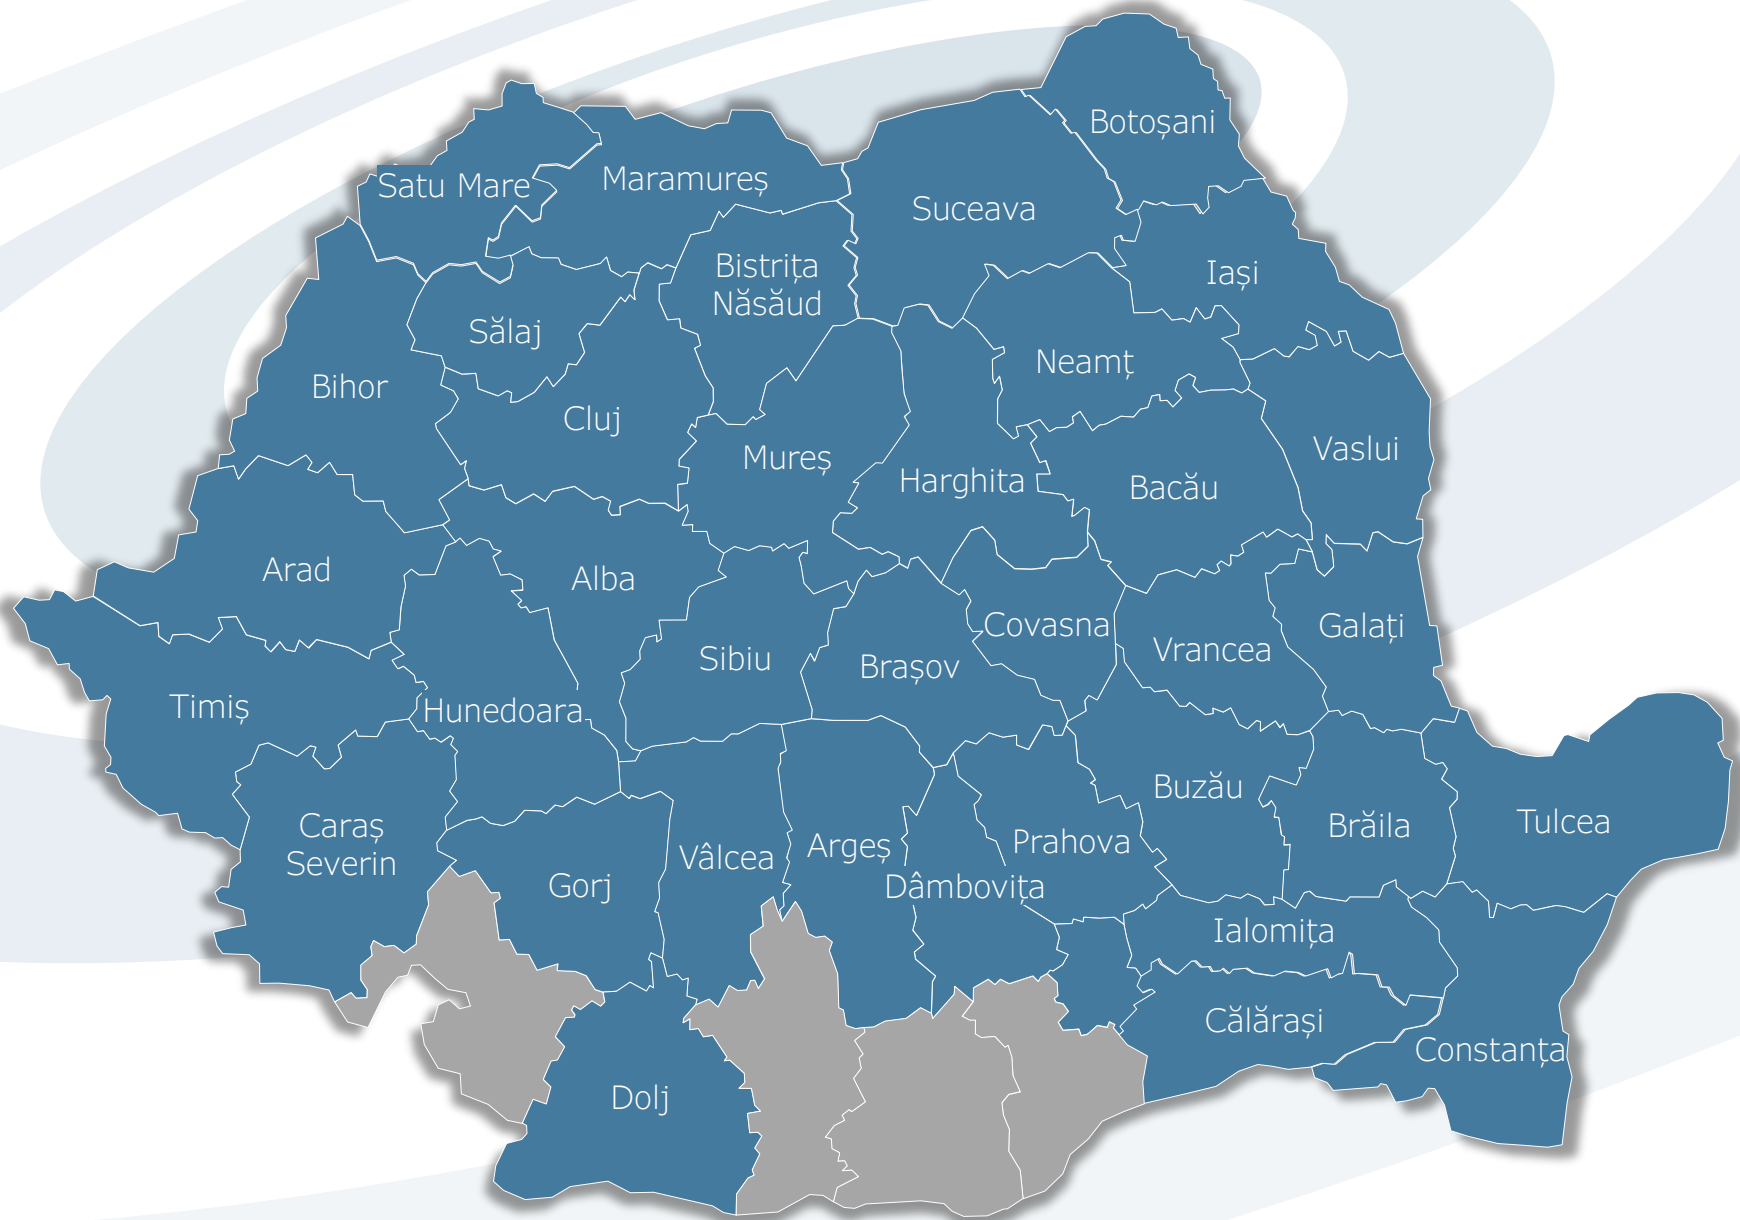 Botoșani
Satu Mare
Maramureș
Suceava
Bistrița
Năsăud
Iași
Sălaj
Neamț
Bihor
Cluj
Mureș
Vaslui
Harghita
Bacău
Arad
Alba
Covasna
Galați
Vrancea
Sibiu
Brașov
Timiș
Hunedoara
Buzău
Caraș
Severin
Brăila
Tulcea
Prahova
Argeș
Vâlcea
Gorj
Dâmbovița
Ialomița
Călărași
Constanța
Dolj